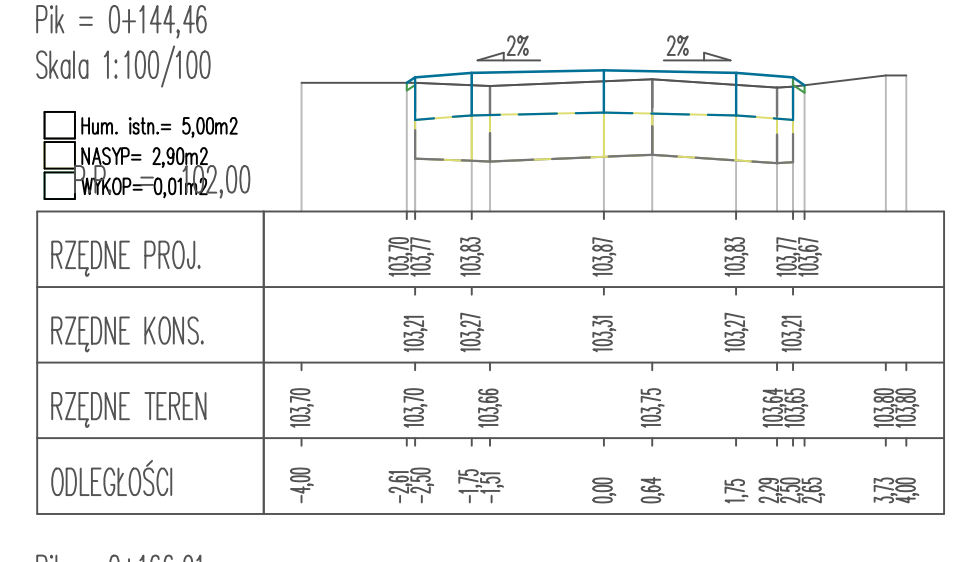 Pik = 0+144,46
Skala 1:100/100
2% 2%
Hum. istn.= 5,00m2
NASYP= 2,90m2
WYKOP= 0,01m2
P.P. = 102,00
RZĘDNE PROJ. 103,70 103,77 103,83 103,87 103,83 103,77 103,67
RZĘDNE KONS. 103,21 103,27 103,31 103,27 103,21
RZĘDNE TEREN 103,70 103,70 103,66 103,75 103,64 103,65 103,80 103,80
ODLEGŁOŚCI -4,00 -2,61 -2,50 -1,75 -1,51 0,00 0,64 1,75 2,29 2,50 2,65 3,73 4,00